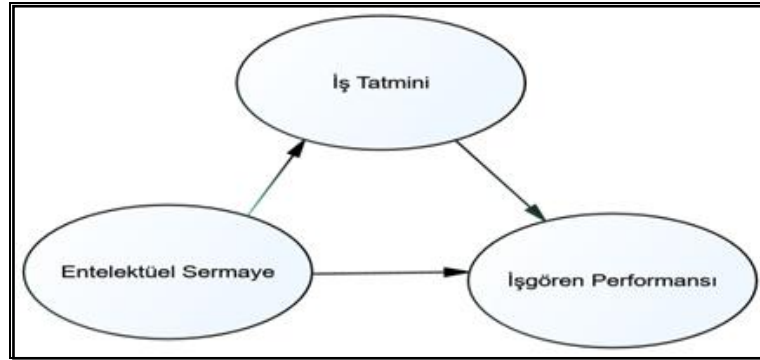 İş Tatmini
Entelektüel Sermaye
İşgören Performansı